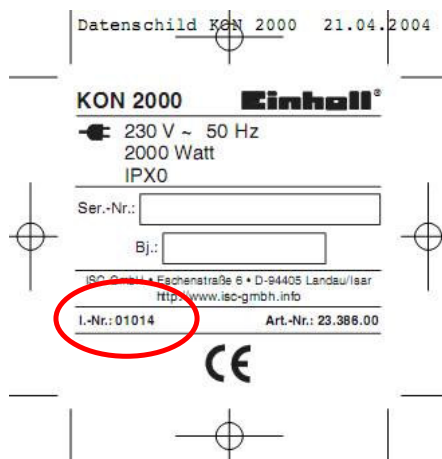 Datenschild KON 2000 21.04.2004
KON 2000 Einhell®
230 V ~ 50 Hz
2000 Watt
IPX0
Ser.-Nr.:
Bj.:
ISC GmbH • Eschenstraße 6 • D-94405 Landau/Isar
http://www.isc-gmbh.info
I.-Nr.: 01014 Art.-Nr.: 23.386.00
CE